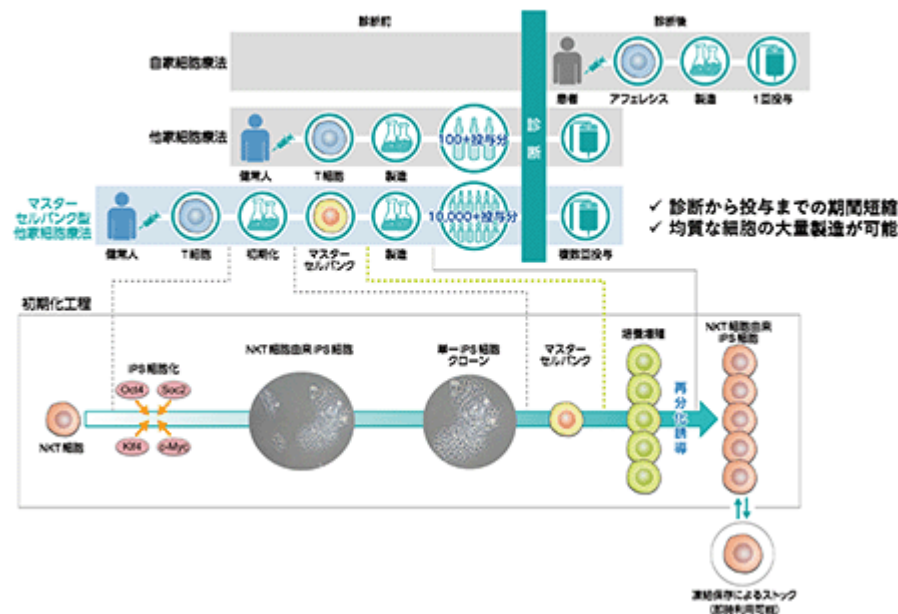 診断前
診断後
自家細胞療法
患者
アフェレシス
製造
1回投与
診断
他家細胞療法
健常人
T細胞
製造
100+投与分
マスター
セルバンク型
他家細胞療法
健常人
T細胞
初期化
マスター
セルバンク
製造
10,000+投与分
複数回投与
✓ 診断から投与までの期間短縮
✓ 均質な細胞の大量製造が可能
初期化工程
NKT細胞
iPS細胞化
Oct4
Soc2
Klf4
c-Myc
NKT細胞由来iPS細胞
単一iPS細胞
クローン
マスター
セルバンク
培養増殖
再分化誘導
NKT細胞由来
iPS細胞
凍結保存によるストック
(即時利用可能)